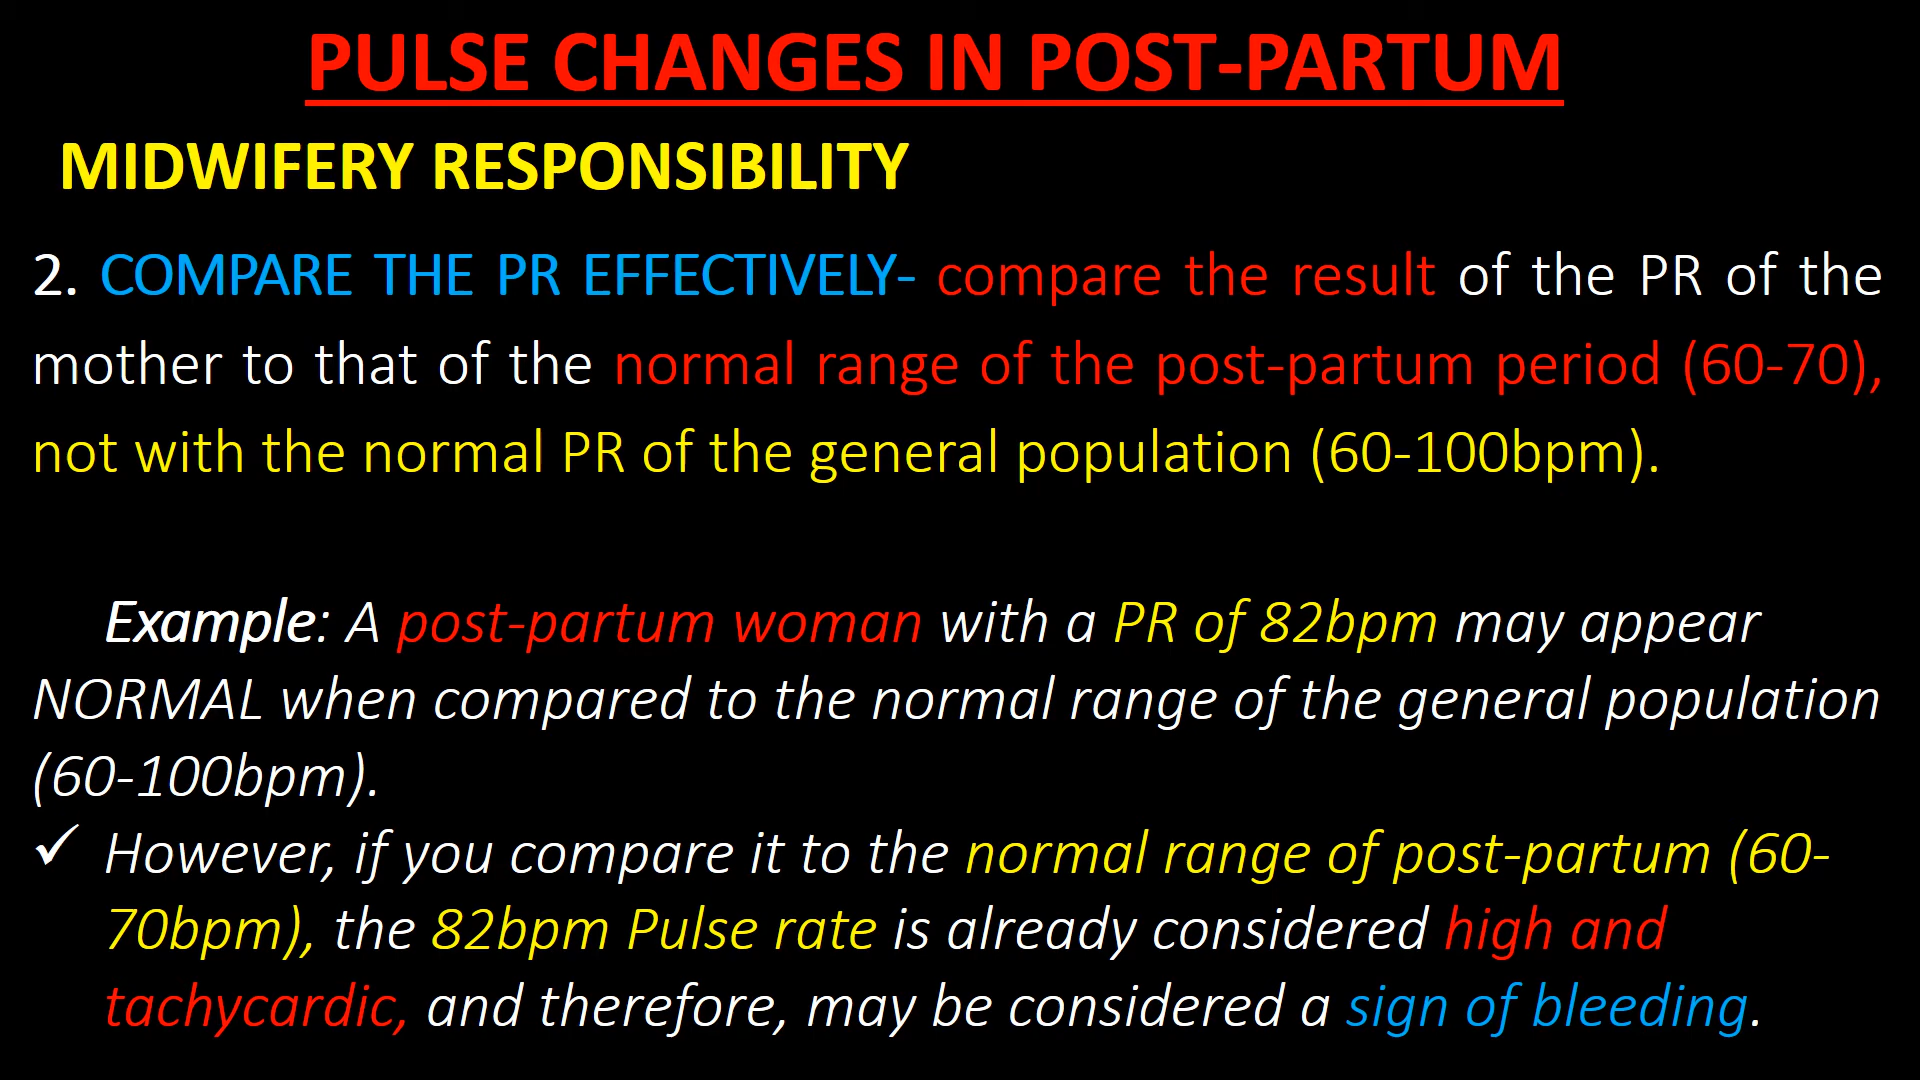 PULSE CHANGES IN POST-PARTUM
MIDWIFERY RESPONSIBILITY
2. COMPARE THE PR EFFECTIVELY- compare the result of the PR of the
mother to that of the normal range of the post-partum period (60-70),
not with the normal PR of the general population (60-100bpm).
Example: A post-partum woman with a PR of 82bpm may appear
NORMAL when compared to the normal range of the general population
(60-100bpm).
✓ However, if you compare it to the normal range of post-partum (60-
70bpm), the 82bpm Pulse rate is already considered high and
tachycardic, and therefore, may be considered a sign of bleeding.